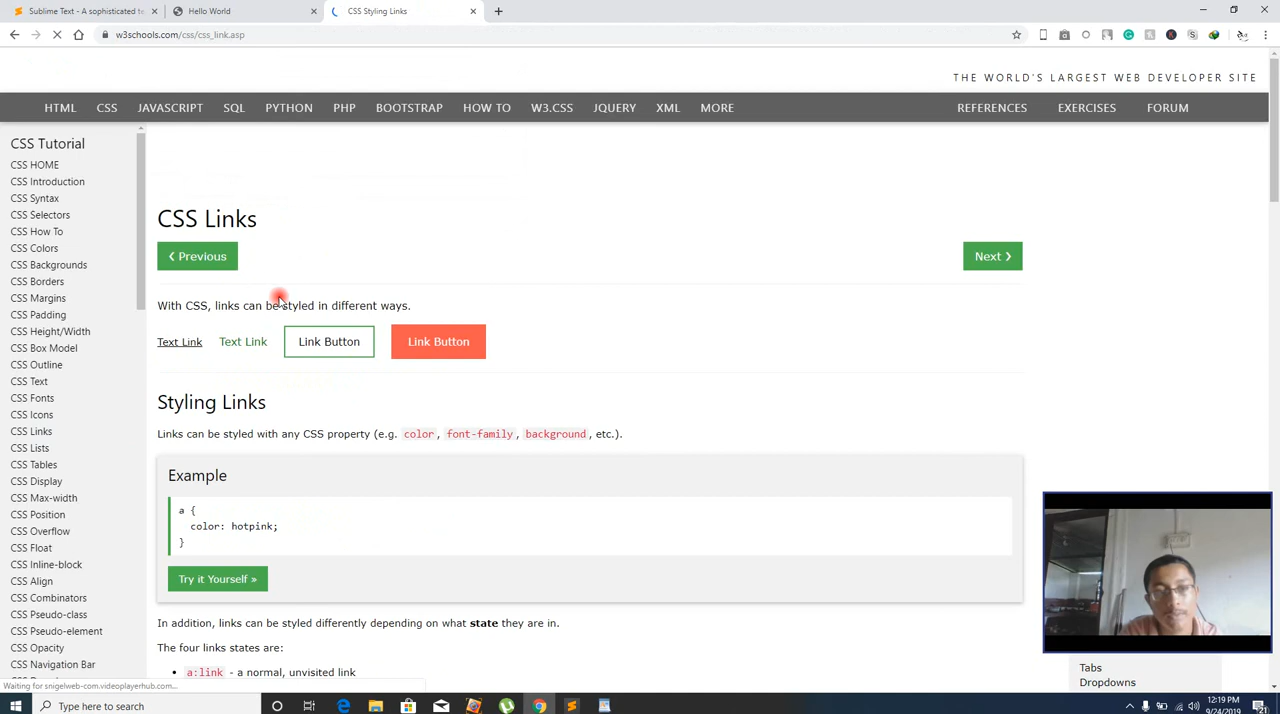 Sublime Text - A sophisticated te
Hello World
CSS Styling Links
w3schools.com/css/css_link.asp
THE WORLD'S LARGEST WEB DEVELOPER SITE
HTML CSS JAVASCRIPT SQL PYTHON PHP BOOTSTRAP HOW TO W3.CSS JQUERY XML MORE REFERENCES EXERCISES FORUM
CSS Tutorial
CSS HOME
CSS Introduction
CSS Syntax
CSS Selectors
CSS How To
CSS Colors
CSS Backgrounds
CSS Borders
CSS Margins
CSS Padding
CSS Height/Width
CSS Box Model
CSS Outline
CSS Text
CSS Fonts
CSS Icons
CSS Links
CSS Lists
CSS Tables
CSS Display
CSS Max-width
CSS Position
CSS Overflow
CSS Float
CSS Inline-block
CSS Align
CSS Combinators
CSS Pseudo-class
CSS Pseudo-element
CSS Opacity
CSS Navigation Bar
CSS Links
❮ Previous
Next ❯
With CSS, links can be styled in different ways.
Text Link Text Link Link Button Link Button
Styling Links
Links can be styled with any CSS property (e.g. color, font-family, background, etc.).
Example
a {
color: hotpink;
}
Try it Yourself »
In addition, links can be styled differently depending on what state they are in.
The four links states are:
• a:link - a normal, unvisited link
Tabs
Dropdowns
Waiting for snigelweb-com.videoplayerhub.com...
Type here to search
12:19 PM
9/24/2019
21